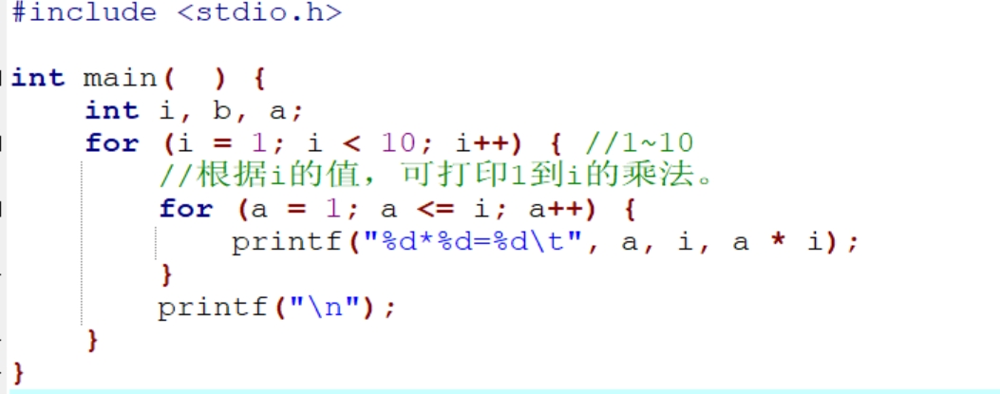 #include <stdio.h>
int main(  ) {
int i, b, a;
for (i = 1; i < 10; i++) { //1~10
//根据i的值，可打印1到i的乘法。
for (a = 1; a <= i; a++) {
printf("%d*%d=%d\t", a, i, a * i);
}
printf("\n");
}
}